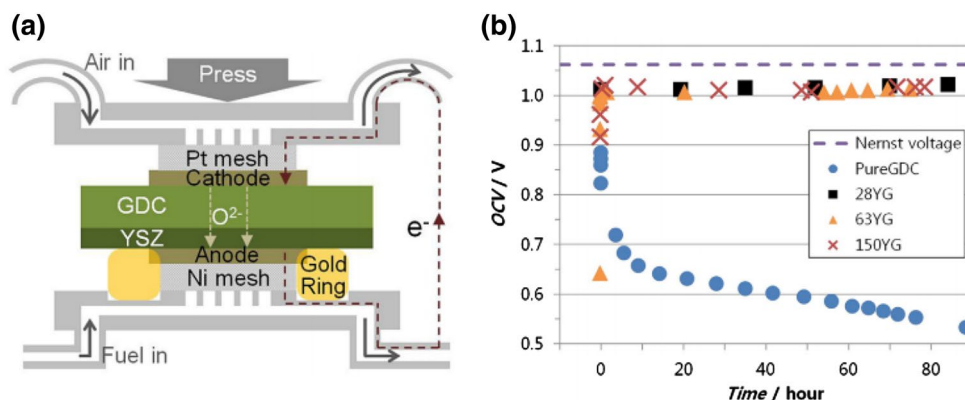 (a)
Air in
Press
Pt mesh
Cathode
GDC
O2-
YSZ
Anode
Ni mesh
Gold
Ring
e-
Fuel in
(b)
OCV / V
1.1
1.0
0.9
0.8
0.7
0.6
0.5
0
20
40
60
80
Time / hour
Nernst voltage
PureGDC
28YG
63YG
150YG